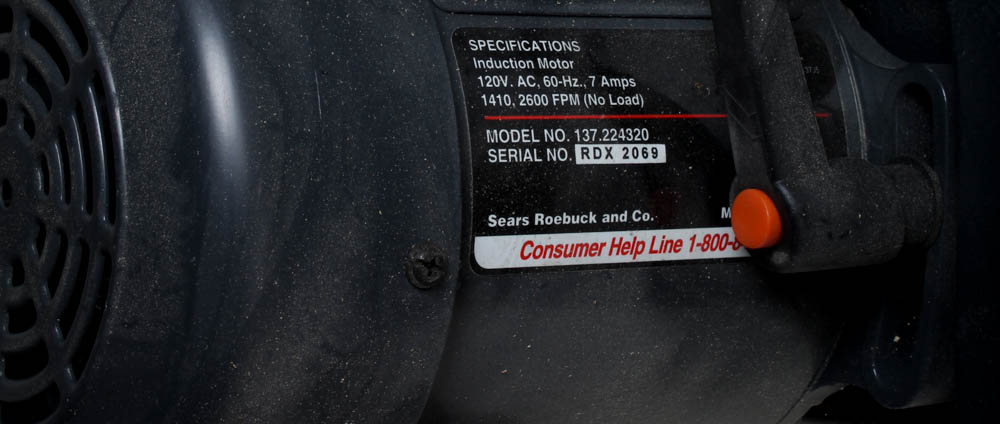 SPECIFICATIONS
Induction Motor
120V. AC, 60-Hz., 7 Amps
1410, 2600 FPM (No Load)
MODEL NO. 137.224320
SERIAL NO. RDX 2069
Sears Roebuck and Co.
Consumer Help Line 1-800-